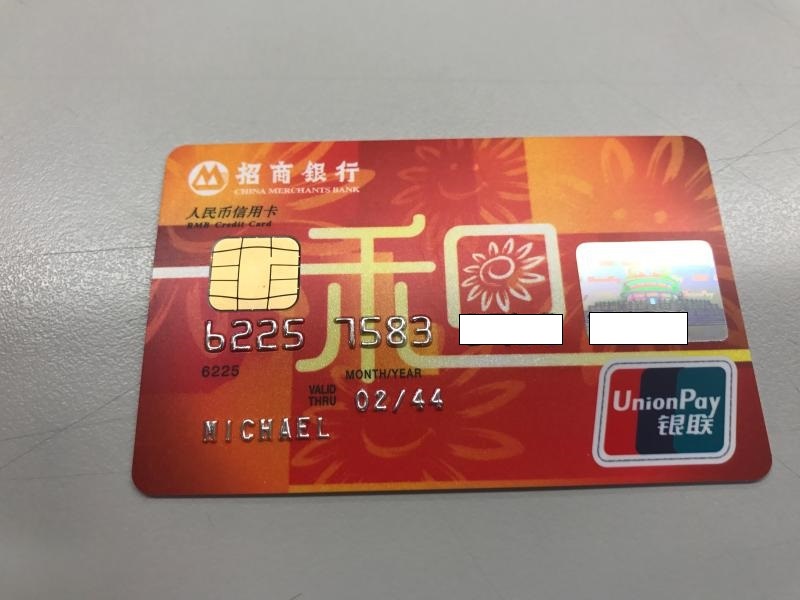 招商銀行
CHINA MERCHANTS BANK
人民币信用卡
RMB Credit Card
6225 7583
6225
MONTH/YEAR
VALID
THRU
02/44
MICHAEL
UnionPay
银联